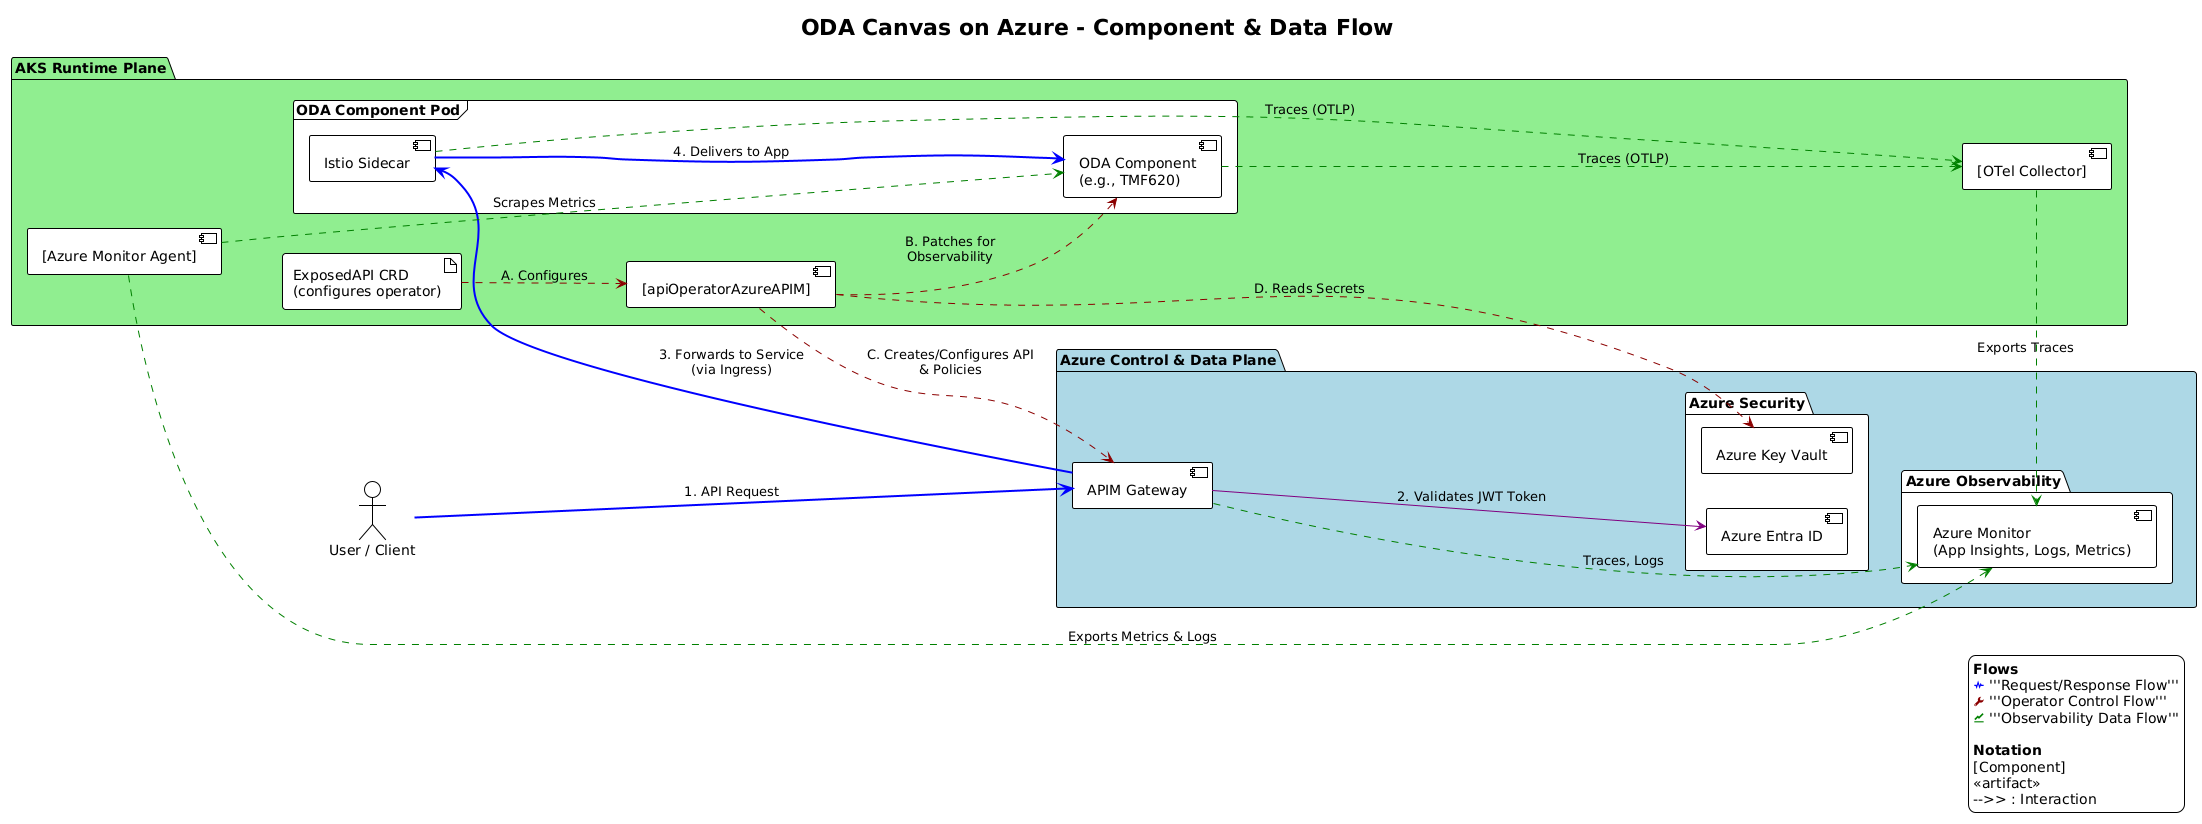 ODA Canvas on Azure - Component & Data Flow
AKS Runtime Plane
ODA Component Pod
Traces (OTLP)
Istio Sidecar
4. Delivers to App
ODA Component
(e.g., TMF620)
Traces (OTLP)
[OTel Collector]
Scrapes Metrics
[Azure Monitor Agent]
ExposedAPI CRD
(configures operator)
A. Configures
[apiOperatorAzureAPIM]
B. Patches for
Observability
D. Reads Secrets
3. Forwards to Service
(via Ingress)
C. Creates/Configures API
& Policies
Exports Traces
Azure Control & Data Plane
Azure Security
Azure Key Vault
APIM Gateway
1. API Request
2. Validates JWT Token
Azure Entra ID
Azure Observability
Azure Monitor
(App Insights, Logs, Metrics)
Traces, Logs
User / Client
Exports Metrics & Logs
Flows
'''Request/Response Flow'''
'''Operator Control Flow'''
'''Observability Data Flow'"
Notation
[Component]
«artifact»
-->> : Interaction